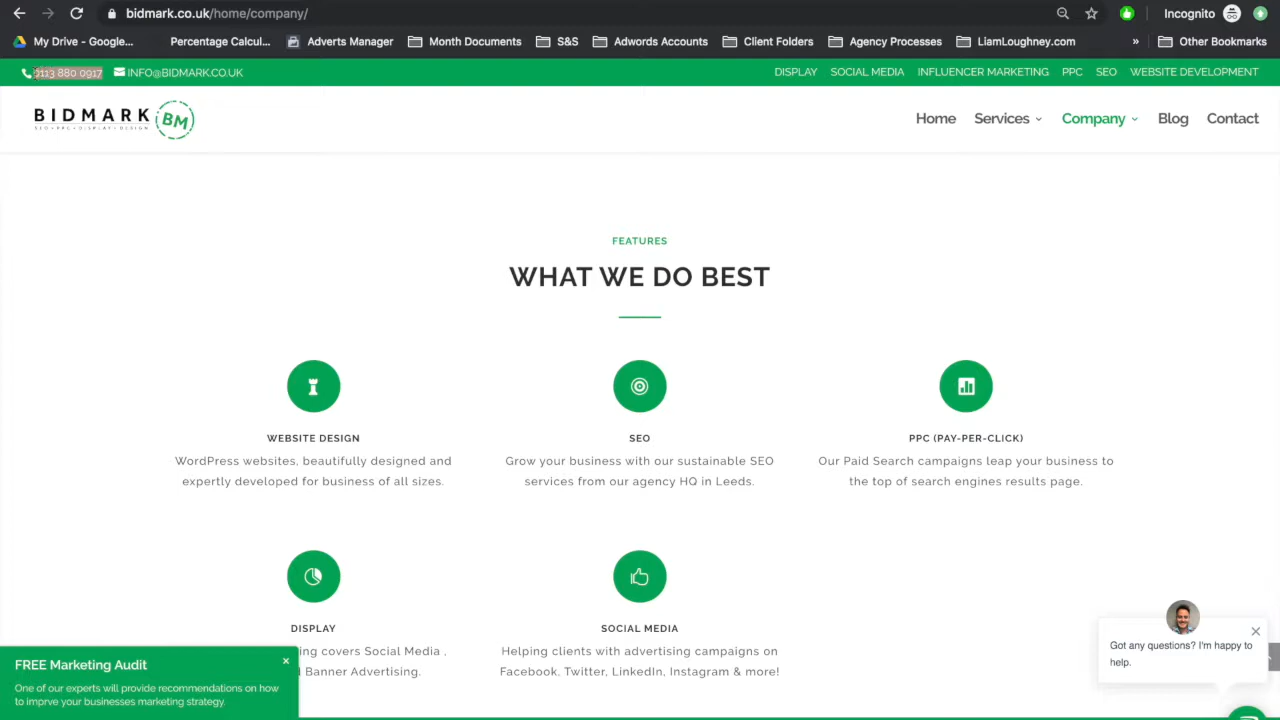 bidmark.co.uk/home/company/
Incognito
My Drive - Google...
Percentage Calcul...
Adverts Manager
Month Documents
S&S
Adwords Accounts
Client Folders
Agency Processes
LiamLoughney.com
»
Other Bookmarks
0113 880 0917
INFO@BIDMARK.CO.UK
DISPLAY
SOCIAL MEDIA
INFLUENCER MARKETING
PPC
SEO
WEBSITE DEVELOPMENT
BIDMARK
BM
SEO • PPC • DISPLAY • DESIGN
Home
Services
Company
Blog
Contact
FEATURES
WHAT WE DO BEST
WEBSITE DESIGN
WordPress websites, beautifully designed and
expertly developed for business of all sizes.
SEO
Grow your business with our sustainable SEO
services from our agency HQ in Leeds.
PPC (PAY-PER-CLICK)
Our Paid Search campaigns leap your business to
the top of search engines results page.
DISPLAY
ing covers Social Media ,
Banner Advertising.
SOCIAL MEDIA
Helping clients with advertising campaigns on
Facebook, Twitter, LinkedIn, Instagram & more!
FREE Marketing Audit
One of our experts will provide recommendations on how
to imprve your businesses marketing strategy.
Got any questions? I'm happy to
help.